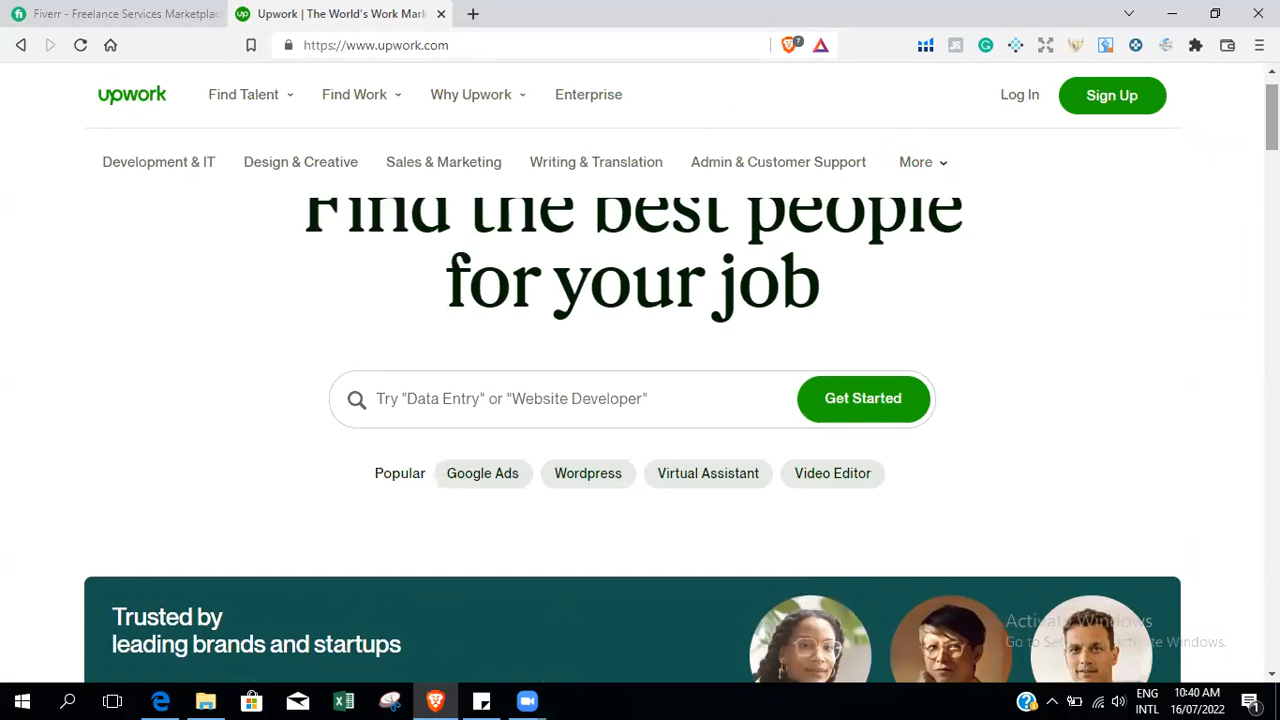 Fiverr - Freelance Services Marketplac
Upwork | The World's Work Mark
https://www.upwork.com
7
upwork
Find Talent
Find Work
Why Upwork
Enterprise
Log In
Sign Up
Development & IT
Design & Creative
Sales & Marketing
Writing & Translation
Admin & Customer Support
More
Find the best people
for your job
Try "Data Entry" or "Website Developer"
Get Started
Popular
Google Ads
Wordpress
Virtual Assistant
Video Editor
Trusted by
leading brands and startups
Activate Windows
Go to Settings to activate Windows.
ENG
INTL
10:40 AM
16/07/2022
1